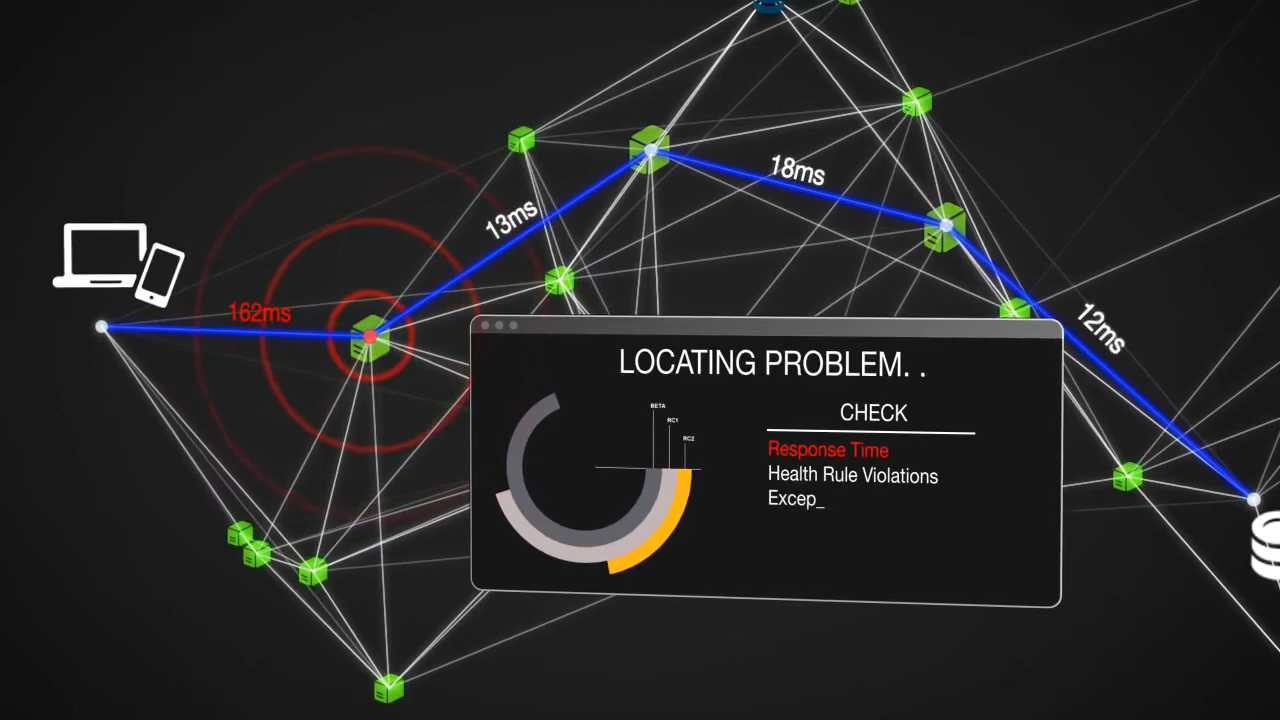 18ms
13ms
162ms
12ms
LOCATING PROBLEM. .
BETA
RC1
RC2
CHECK
Response Time
Health Rule Violations
Excep_